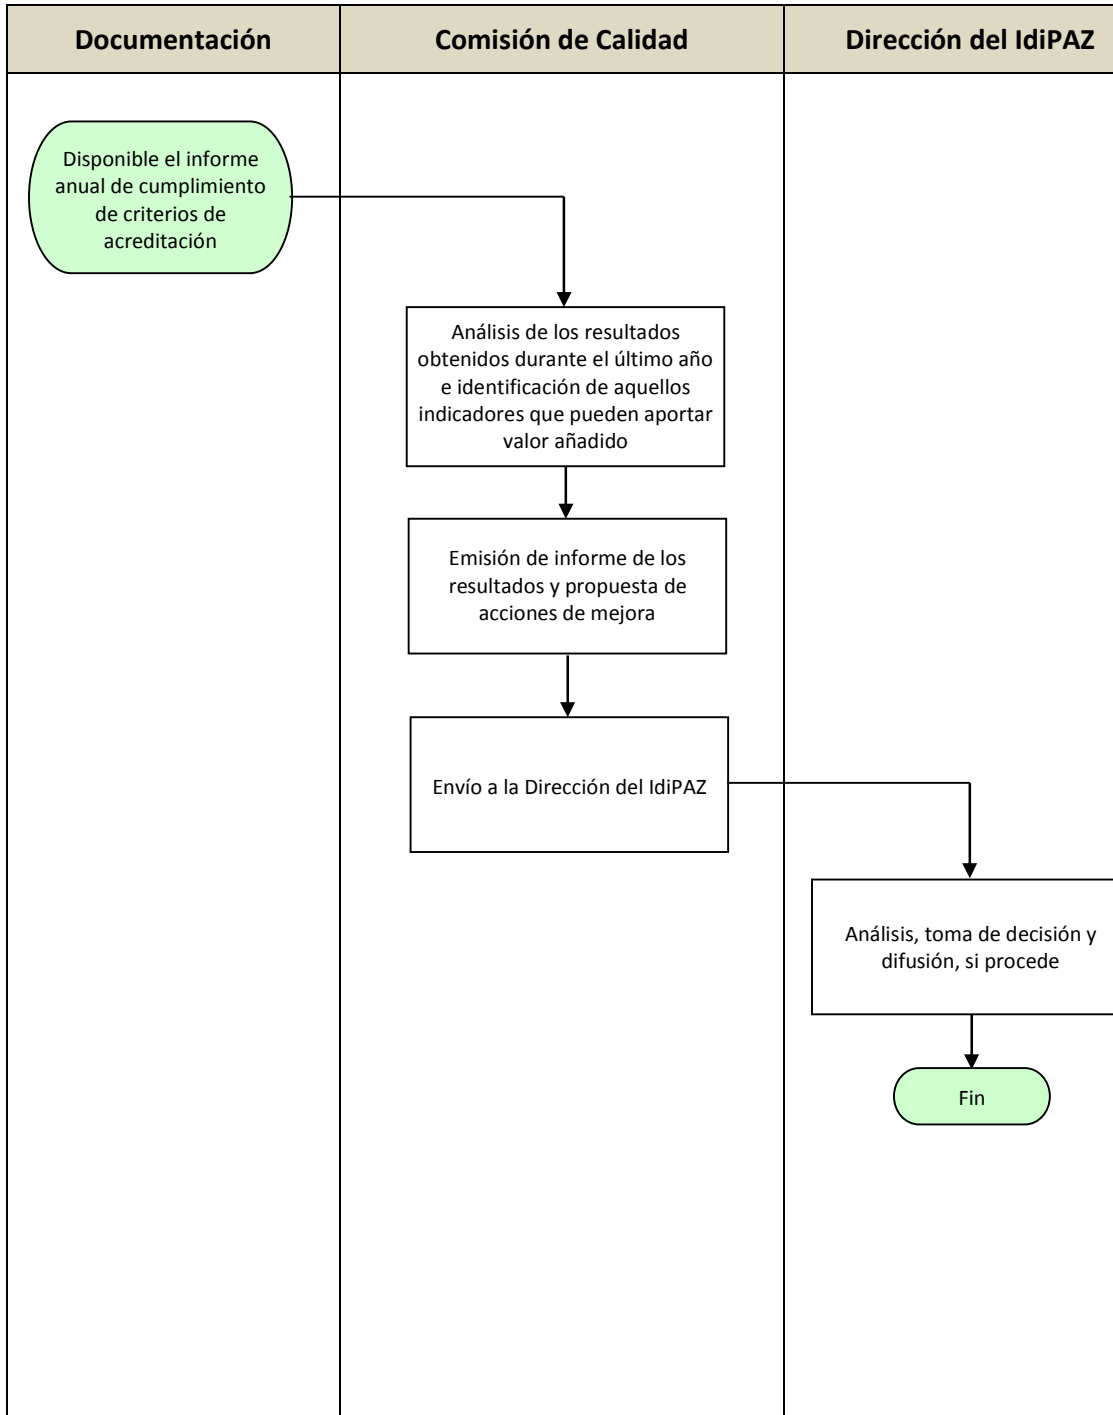 Documentación
Comisión de Calidad
Dirección del IdiPAZ
Disponible el informe
anual de cumplimiento
de criterios de
acreditación
Análisis de los resultados
obtenidos durante el último año
e identificación de aquellos
indicadores que pueden aportar
valor añadido
Emisión de informe de los
resultados y propuesta de
acciones de mejora
Envío a la Dirección del IdiPAZ
Análisis, toma de decisión y
difusión, si procede
Fin